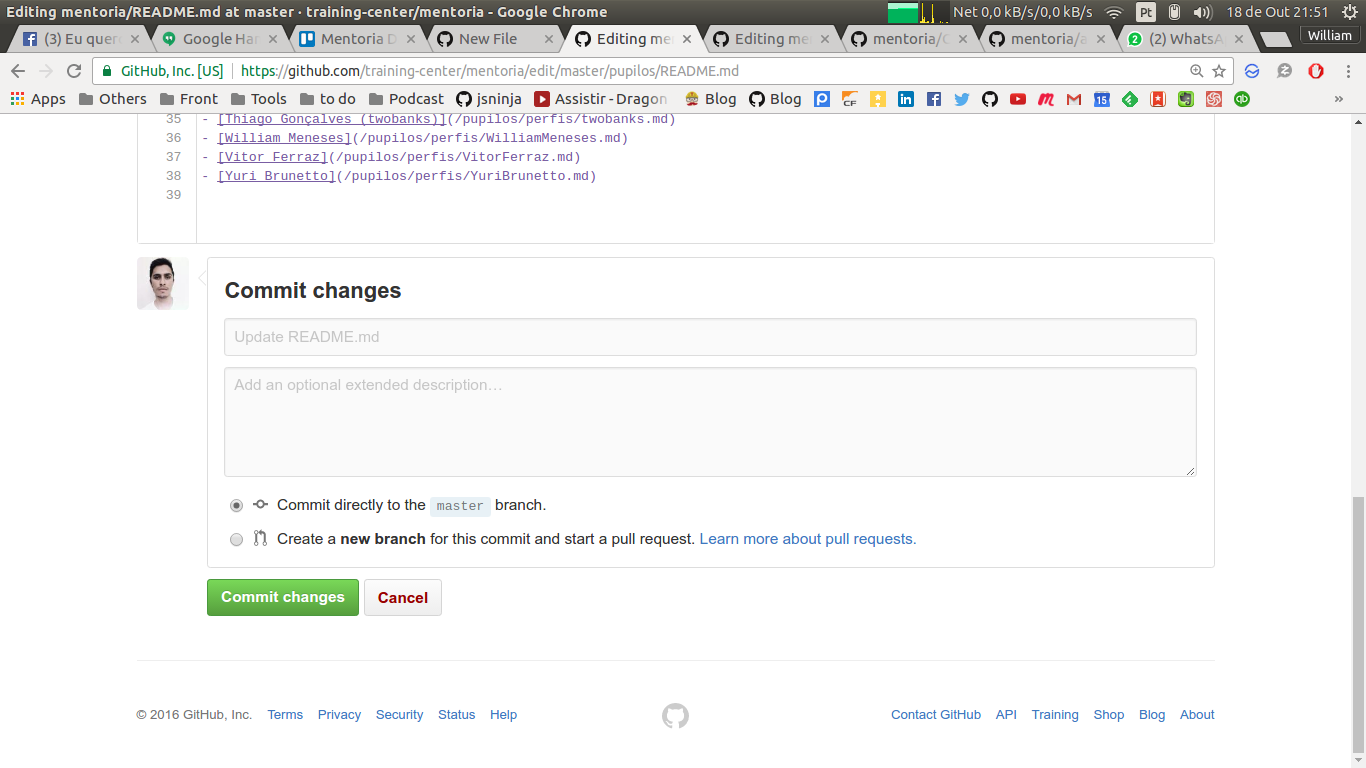 Editing mentoria/README.md at master · training-center/mentoria - Google Chrome
Net 0,0 kB/s/0,0 kB/s Pt 18 de Out 21:51
(3) Eu quer Google Han Mentoria D New File Editing me Editing me mentoria/C mentoria/a (2) WhatsA William
GitHub, Inc. [US] https://github.com/training-center/mentoria/edit/master/pupilos/README.md
Apps Others Front Tools to do Podcast jsninja Assistir - Dragon Blog Blog CF 15 qb »
35 - [Thiago Gonçalves (twobanks)](/pupilos/perfis/twobanks.md)
36 - [William Meneses](/pupilos/perfis/WilliamMeneses.md)
37 - [Vitor Ferraz](/pupilos/perfis/VitorFerraz.md)
38 - [Yuri Brunetto](/pupilos/perfis/YuriBrunetto.md)
39
Commit changes
Update README.md
Add an optional extended description…
Commit directly to the master branch.
Create a new branch for this commit and start a pull request. Learn more about pull requests.
Commit changes Cancel
© 2016 GitHub, Inc. Terms Privacy Security Status Help Contact GitHub API Training Shop Blog About